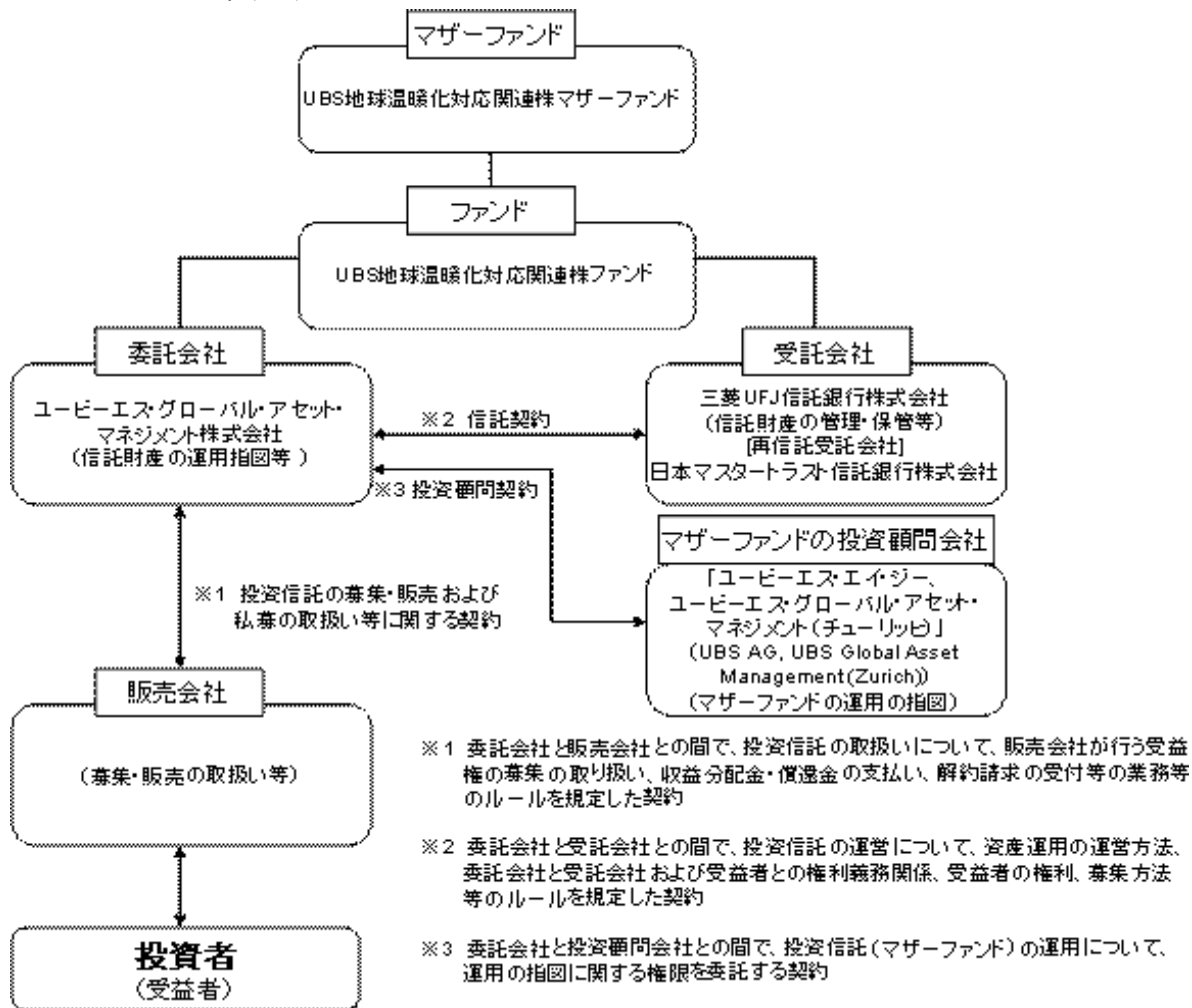 マザーファンド
UBS地球温暖化対応関連株マザーファンド
ファンド
UBS地球温暖化対応関連株ファンド
委託会社
ユービーエス・グローバル・アセット・
マネジメント株式会社
(信託財産の運用指図等)
受託会社
三菱UFJ信託銀行株式会社
(信託財産の管理・保管等)
[再信託受託会社]
日本マスタートラスト信託銀行株式会社
※2 信託契約
※3 投資顧問契約
マザーファンドの投資顧問会社
「ユービーエス・エイ・ジー、
ユービーエス・グローバル・アセット・
マネジメント(チューリッヒ)」
(UBS AG, UBS Global Asset
Management(Zurich))
(マザーファンドの運用の指図)
※1 投資信託の募集・販売および
私募の取扱い等に関する契約
販売会社
(募集・販売の取扱い等)
投資者
(受益者)
※1 委託会社と販売会社との間で、投資信託の取扱いについて、販売会社が行う受益
権の募集の取り扱い、収益分配金・償還金の支払い、解約請求の受付等の業務等
のルールを規定した契約
※2 委託会社と受託会社との間で、投資信託の運営について、資産運用の運営方法、
委託会社と受託会社および受益者との権利義務関係、受益者の権利、募集方法
等のルールを規定した契約
※3 委託会社と投資顧問会社との間で、投資信託(マザーファンド)の運用について、
運用の指図に関する権限を委託する契約